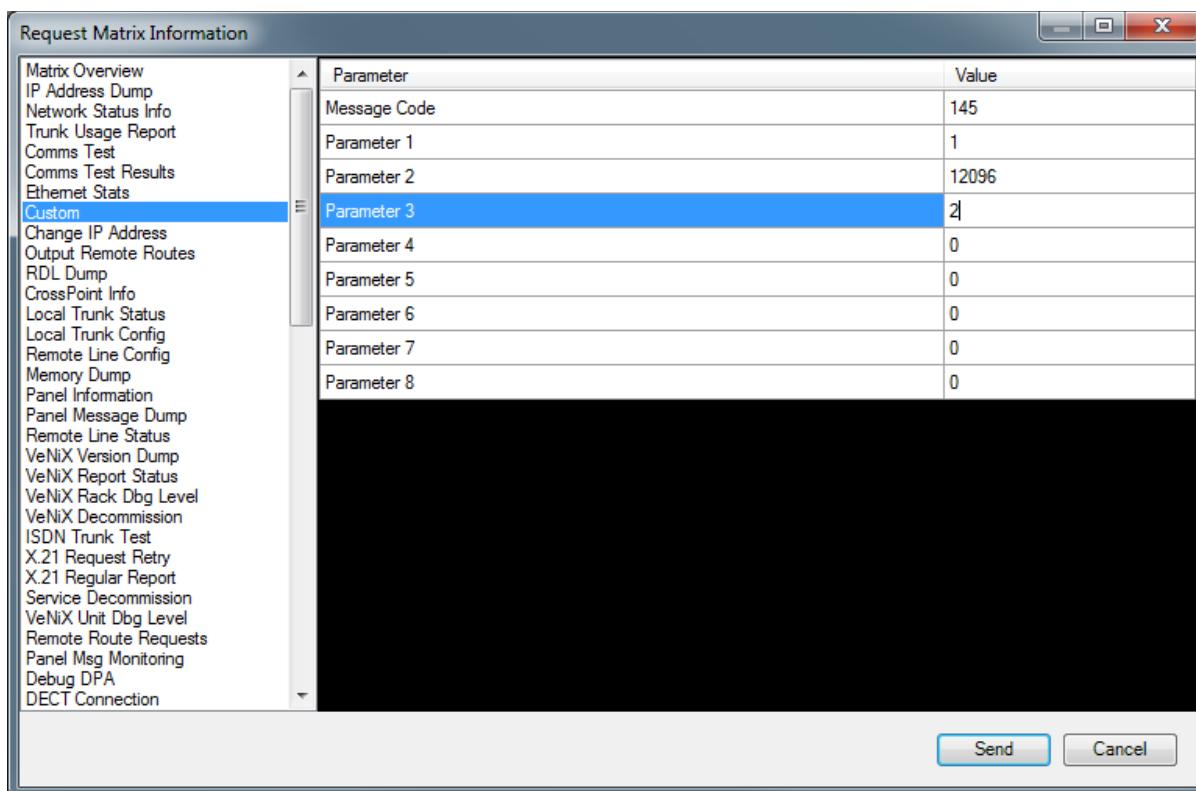 Request Matrix Information
Matrix Overview
IP Address Dump
Network Status Info
Trunk Usage Report
Comms Test
Comms Test Results
Ethernet Stats
Custom
Change IP Address
Output Remote Routes
RDL Dump
CrossPoint Info
Local Trunk Status
Local Trunk Config
Remote Line Config
Memory Dump
Panel Information
Panel Message Dump
Remote Line Status
VeNiX Version Dump
VeNiX Report Status
VeNiX Rack Dbg Level
VeNiX Decommission
ISDN Trunk Test
X.21 Request Retry
X.21 Regular Report
Service Decommission
VeNiX Unit Dbg Level
Remote Route Requests
Panel Msg Monitoring
Debug DPA
DECT Connection
Parameter Value
Message Code 145
Parameter 1 1
Parameter 2 12096
Parameter 3 2
Parameter 4 0
Parameter 5 0
Parameter 6 0
Parameter 7 0
Parameter 8 0
Send Cancel